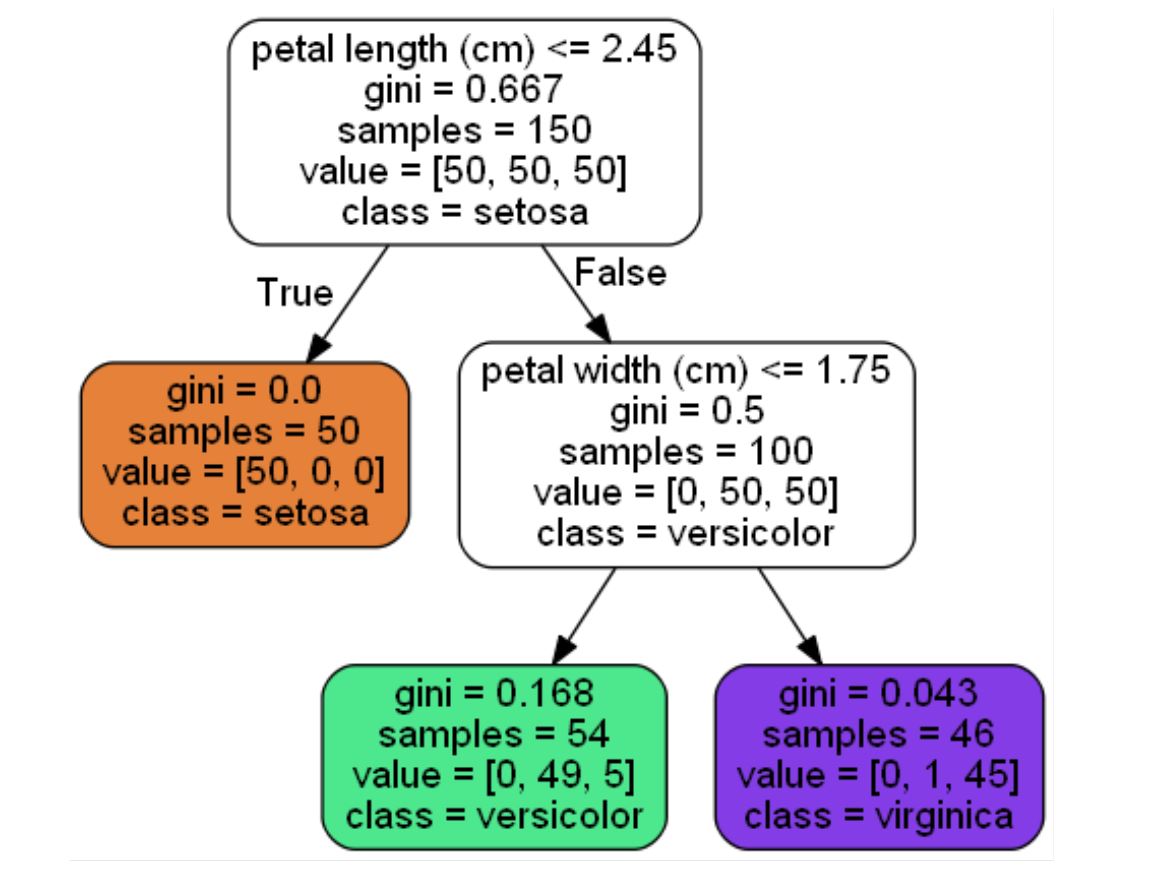 petal length (cm) <= 2.45
gini = 0.667
samples = 150
value = [50, 50, 50]
class = setosa
True
False
gini = 0.0
samples = 50
value = [50, 0, 0]
class = setosa
petal width (cm) <= 1.75
gini = 0.5
samples = 100
value = [0, 50, 50]
class = versicolor
gini = 0.168
samples = 54
value = [0, 49, 5]
class = versicolor
gini = 0.043
samples = 46
value = [0, 1, 45]
class = virginica